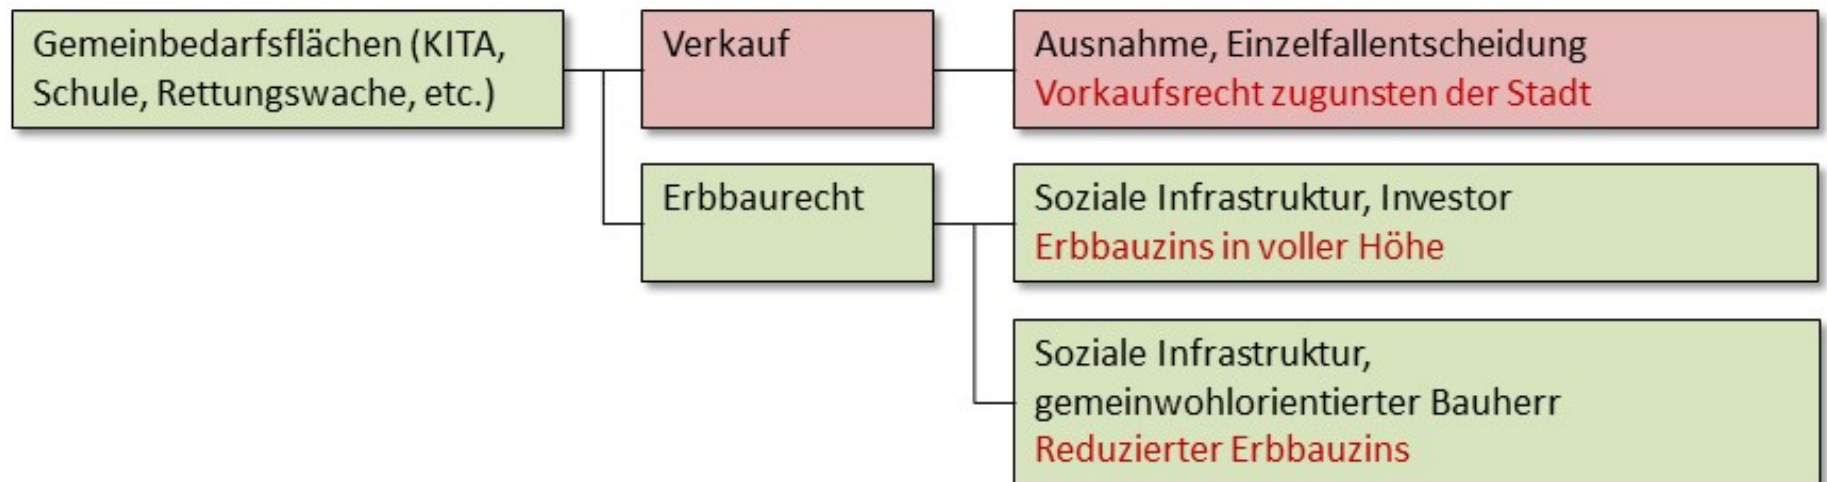 Gemeinbedarfsflächen (KITA,
Schule, Rettungswache, etc.)
Verkauf
Ausnahme, Einzelfallentscheidung
Vorkaufsrecht zugunsten der Stadt
Erbbaurecht
Soziale Infrastruktur, Investor
Erbbauzins in voller Höhe
Soziale Infrastruktur,
gemeinwohlorientierter Bauherr
Reduzierter Erbbauzins